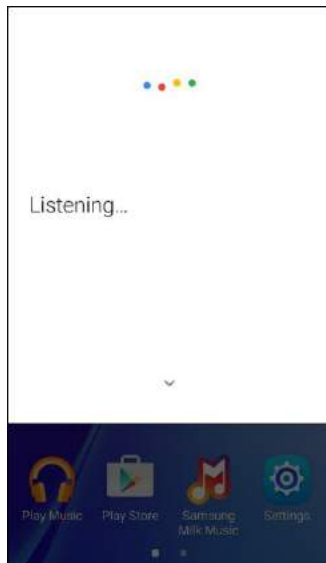 Listening...
Play Music
Play Store
Samsung
Milk Music
Settings